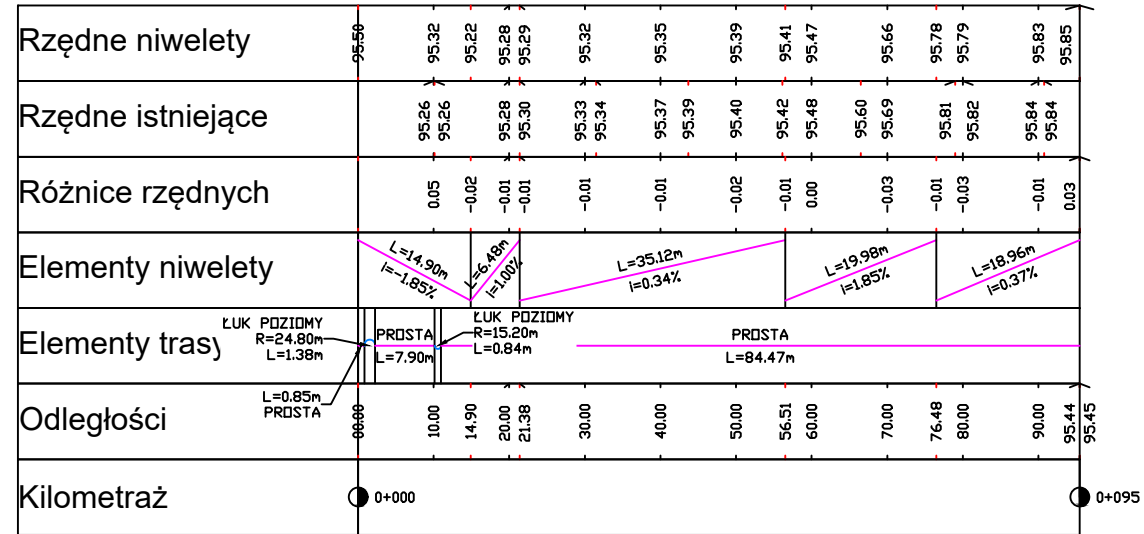 Rzędne niwelety
95.50 95.32 95.22 95.28 95.29 95.32 95.35 95.39 95.41 95.47 95.66 95.78 95.79 95.83 95.85
Rzędne istniejące
95.26 95.26 95.28 95.30 95.33 95.34 95.37 95.39 95.40 95.42 95.48 95.60 95.69 95.81 95.82 95.84 95.84
Różnice rzędnych
0.05 -0.02 -0.01 -0.01 -0.01 -0.01 -0.02 -0.01 0.00 -0.03 -0.01 -0.03 -0.01 0.03
Elementy niwelety
L=14.90m
i=-1.85%
L=6.48m
i=1.00%
L=35.12m
i=0.34%
L=19.98m
i=1.85%
L=18.96m
i=0.37%
Elementy trasy
ŁUK POZIOMY
R=24.80m
L=1.38m
L=0.85m
PROSTA
PROSTA
L=7.90m
ŁUK POZIOMY
R=15.20m
L=0.84m
PROSTA
L=84.47m
Odległości
00.00 10.00 14.90 20.00 21.38 30.00 40.00 50.00 56.51 60.00 70.00 76.48 80.00 90.00 95.44 95.45
Kilometraż
0+000
0+095